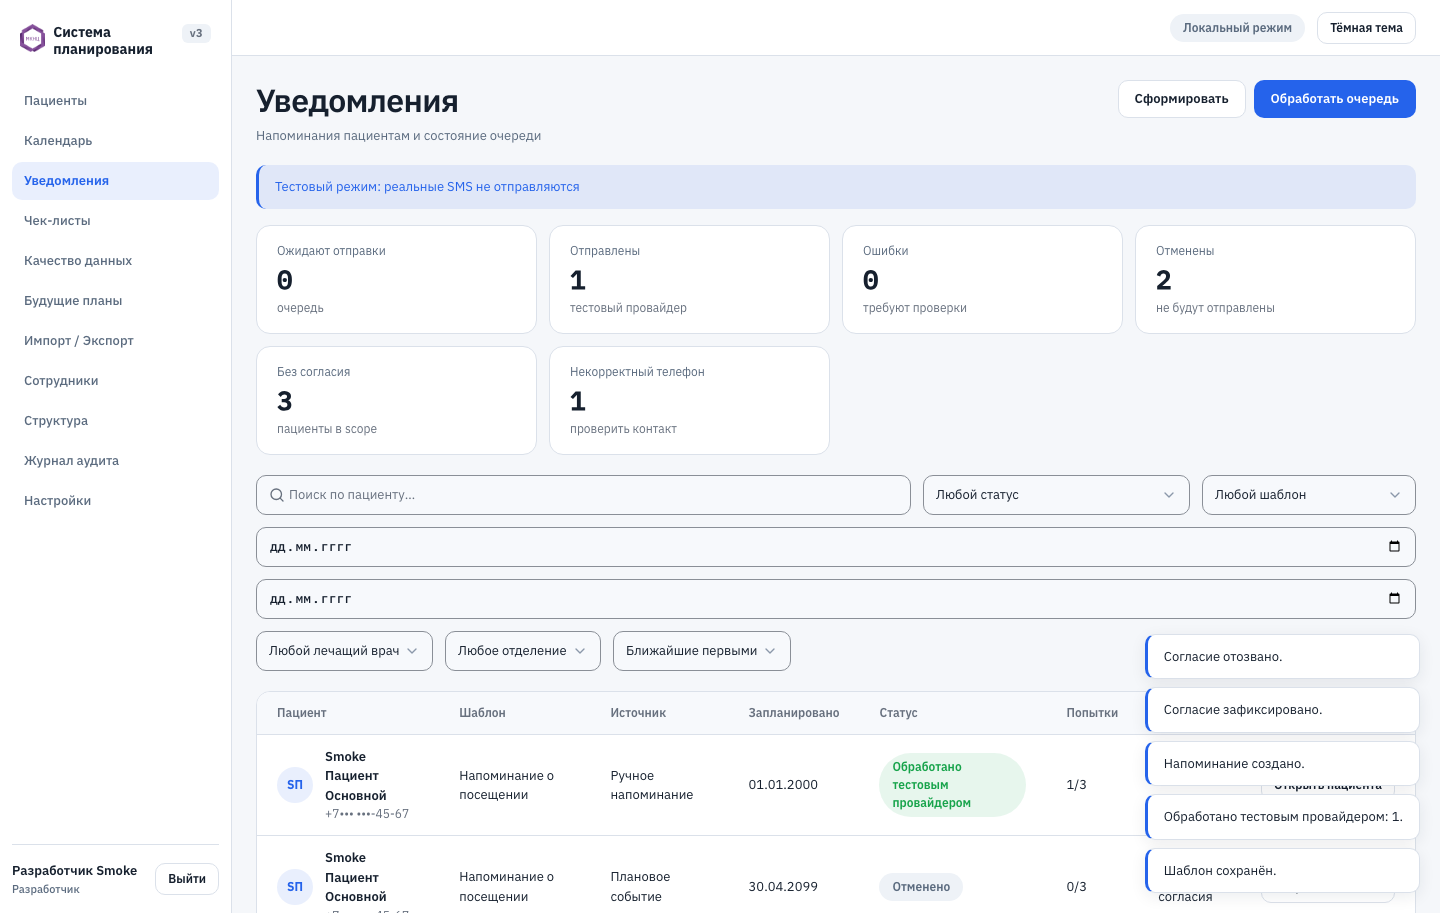 Система
планирования
v3
Пациенты
Календарь
Уведомления
Чек-листы
Качество данных
Будущие планы
Импорт / Экспорт
Сотрудники
Структура
Журнал аудита
Настройки
Разработчик Smoke
Разработчик
Выйти
Локальный режим
Тёмная тема
Уведомления
Напоминания пациентам и состояние очереди
Сформировать
Обработать очередь
Тестовый режим: реальные SMS не отправляются
Ожидают отправки
0
очередь
Отправлены
1
тестовый провайдер
Ошибки
0
требуют проверки
Отменены
2
не будут отправлены
Без согласия
3
пациенты в scope
Некорректный телефон
1
проверить контакт
Поиск по пациенту...
Любой статус
Любой шаблон
дд.мм.гггг
дд.мм.гггг
Любой лечащий врач
Любое отделение
Ближайшие первыми
Пациент
Шаблон
Источник
Запланировано
Статус
Попытки
СП
Smoke
Пациент
Основной
+7••• •••-45-67
Напоминание о
посещении
Ручное
напоминание
01.01.2000
Обработано
тестовым
провайдером
1/3
Открыть пациента
СП
Smoke
Пациент
Основной
Напоминание о
посещении
Плановое
событие
30.04.2099
Отменено
0/3
согласия
Согласие отозвано.
Согласие зафиксировано.
Напоминание создано.
Обработано тестовым провайдером: 1.
Шаблон сохранён.